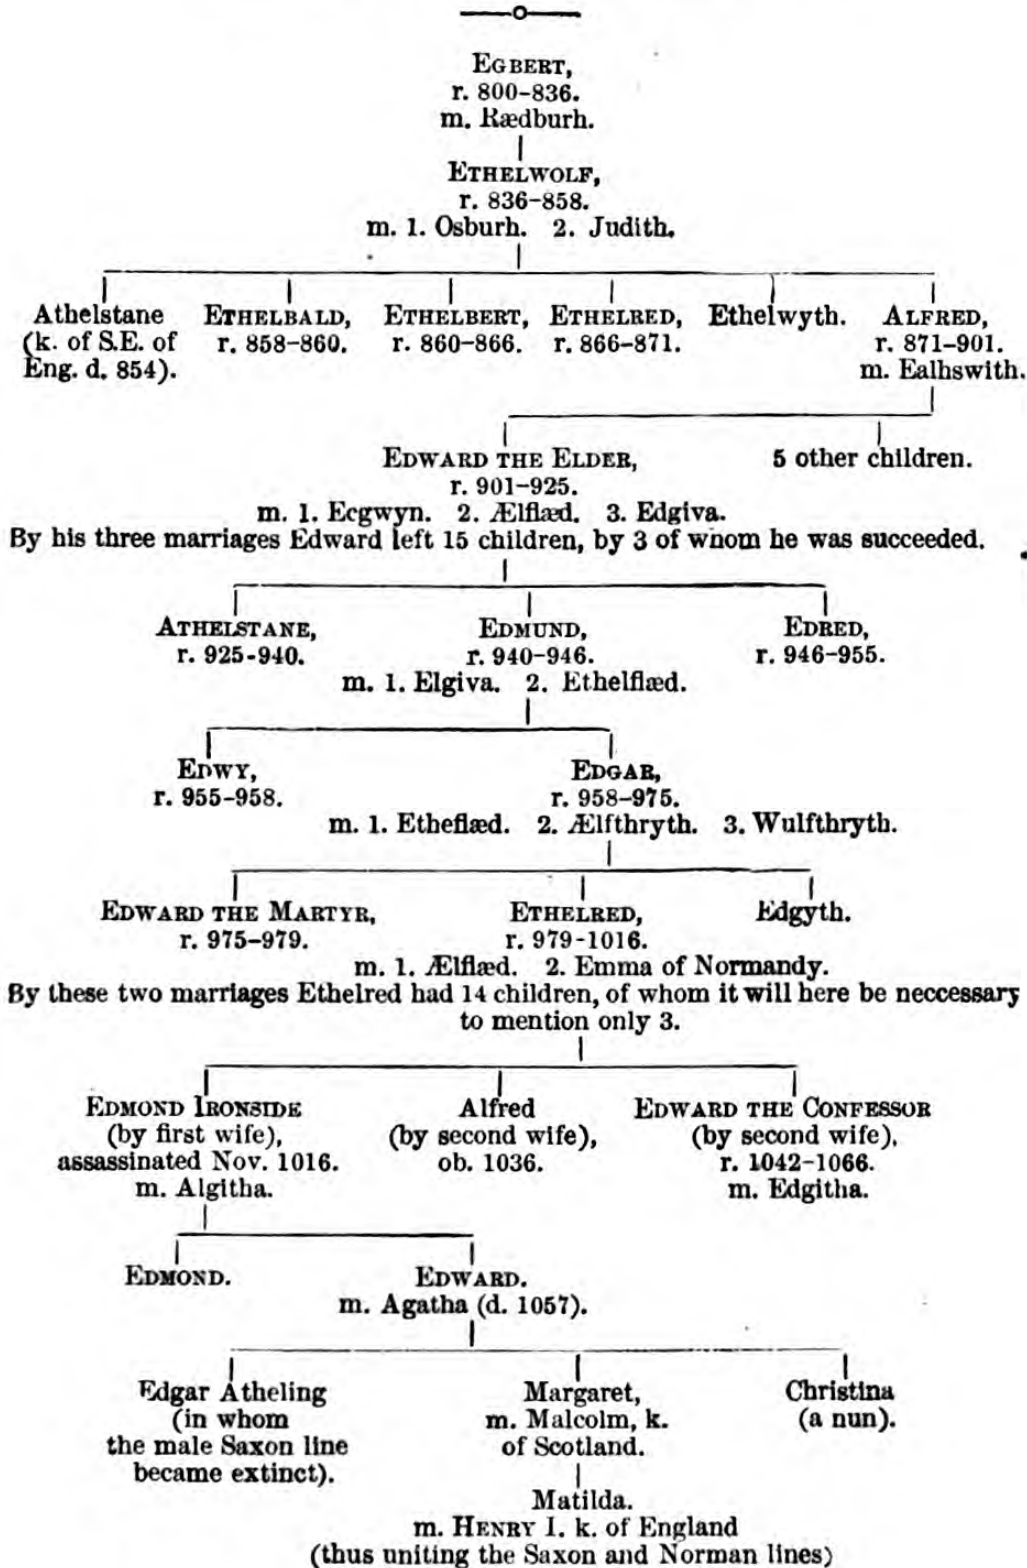 EGBERT,
r. 800-836.
m. Rædburh.
ETHELWOLF,
r. 836-858.
m. 1. Osburh. 2. Judith.
Athelstane ETHELBALD, ETHELBERT, ETHELRED, Ethelwyth. ALFRED,
(k. of S.E. of r. 858-860. r. 860-866. r. 866-871. r. 871-901.
Eng. d. 854). m. Ealhswith.
EDWARD THE ELDER, 5 other children.
r. 901-925.
m. 1. Ecgwyn. 2. Ælflæd. 3. Edgiva.
By his three marriages Edward left 15 children, by 3 of whom he was succeeded.
ATHELSTANE, EDMUND, EDRED,
r. 925-940. r. 940-946. r. 946-955.
m. 1. Elgiva. 2. Ethelflæd.
EDWY, EDGAR,
r. 955-958. r. 958-975.
m. 1. Etheflæd. 2. Ælfthryth. 3. Wulfthryth.
EDWARD THE MARTYR, ETHELRED, Edgyth.
r. 975-979. r. 979-1016.
m. 1. Ælflæd. 2. Emma of Normandy.
By these two marriages Ethelred had 14 children, of whom it will here be neccessary
to mention only 3.
EDMOND IRONSIDE Alfred EDWARD THE CONFESSOR
(by first wife), (by second wife), (by second wife),
assassinated Nov. 1016. ob. 1036. r. 1042-1066.
m. Algitha. m. Edgitha.
EDMOND. EDWARD.
m. Agatha (d. 1057).
Edgar Atheling Margaret, Christina
(in whom m. Malcolm, k. (a nun).
the male Saxon line of Scotland.
became extinct).
Matilda.
m. HENRY I. k. of England
(thus uniting the Saxon and Norman lines)